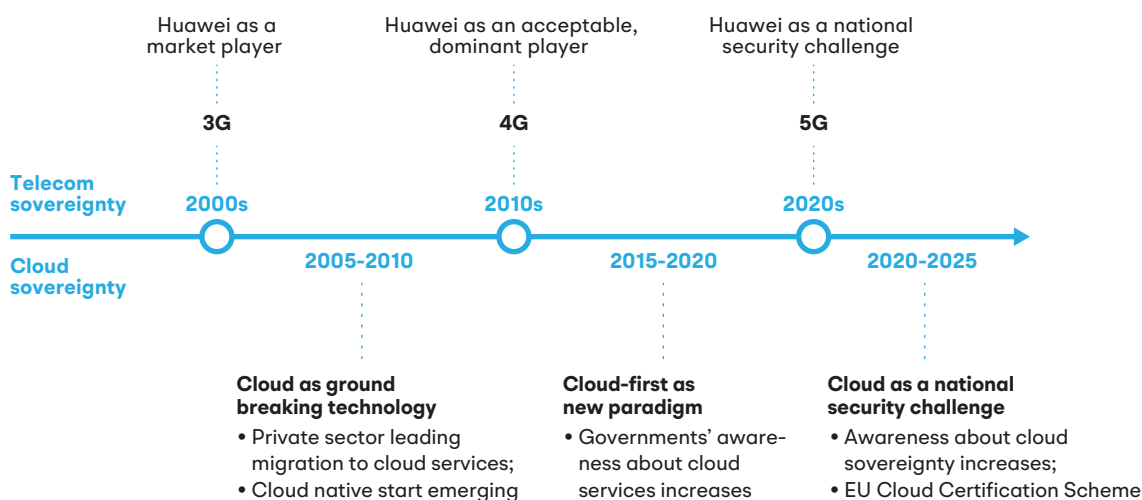 Huawei as a
market player
Huawei as an acceptable,
dominant player
Huawei as a national
security challenge
3G
4G
5G
Telecom
sovereignty
2000s
2010s
2020s
Cloud
sovereignty
2005-2010
2015-2020
2020-2025
Cloud as ground
breaking technology
• Private sector leading
migration to cloud services;
• Cloud native start emerging
Cloud-first as
new paradigm
• Governments’ aware-
ness about cloud
services increases
Cloud as a national
security challenge
• Awareness about cloud
sovereignty increases;
• EU Cloud Certification Scheme